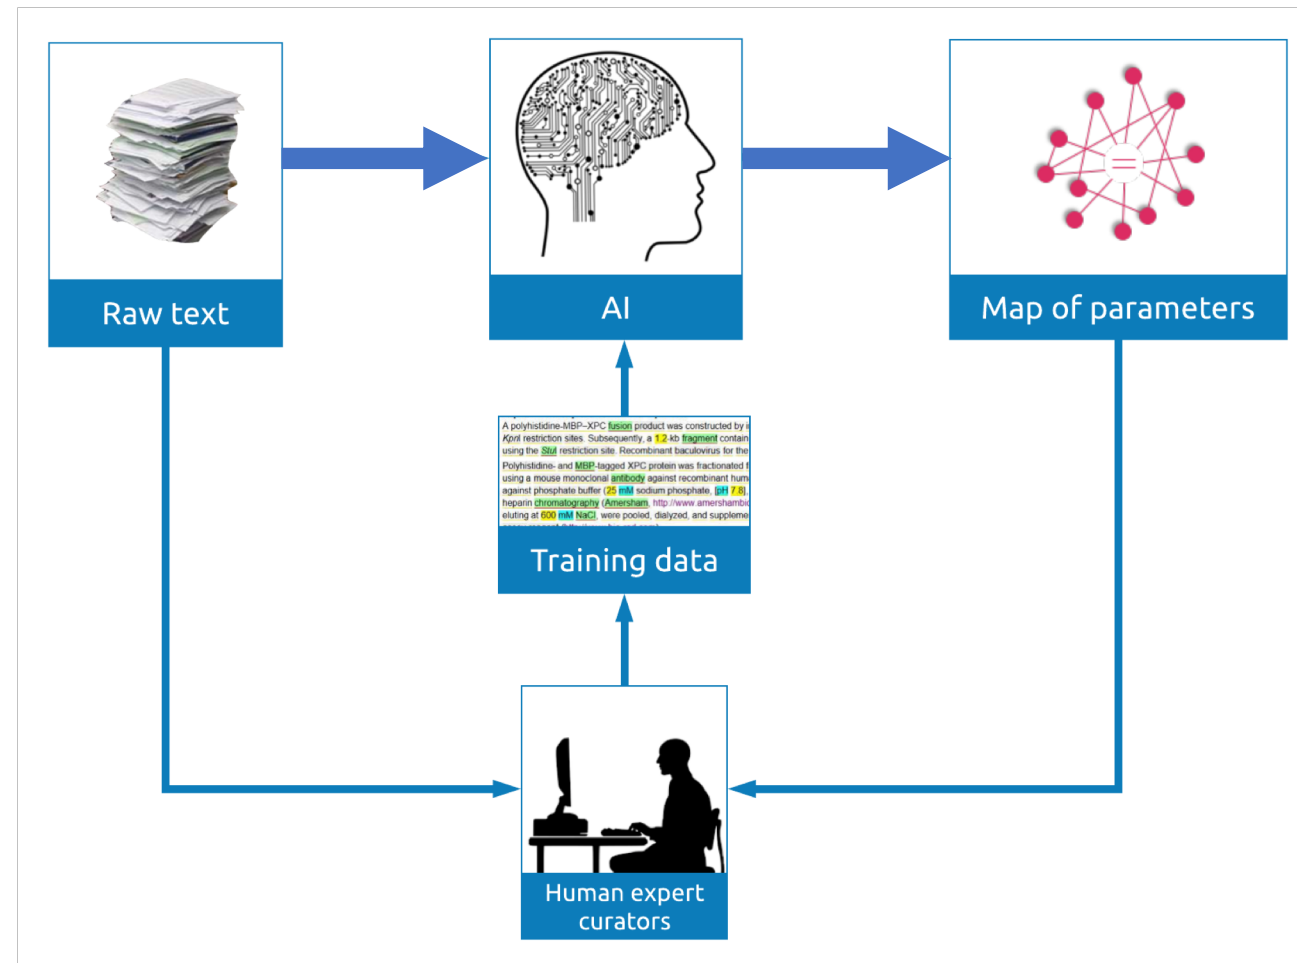 Raw text
AI
Map of parameters
A polyhistidine-MBP–XPC fusion product was constructed by i
KpnI restriction sites. Subsequently, a 1.2-kb fragment contain
using the StuI restriction site. Recombinant baculovirus for the
Polyhistidine- and MBP-tagged XPC protein was fractionated f
using a mouse monoclonal antibody against recombinant hum
against phosphate buffer (25 mM sodium phosphate, [pH 7.8],
heparin chromatography (Amersham, http://www.amershambio
eluting at 600 mM NaCl, were pooled, dialyzed, and suppleme
Training data
Human expert
curators